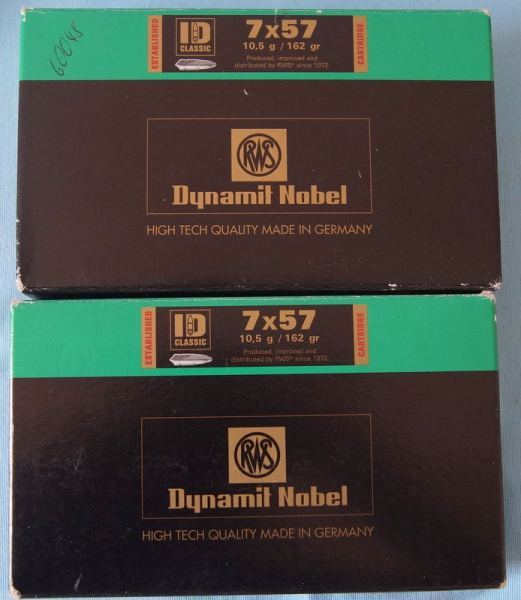 60048
ESTABLISHED
ID
CLASSIC
7x57
10,5 g / 162 gr
Produced, improved and
distributed by RWS® since 1972.
CARTRIDGE
RWS
Dynamit Nobel
HIGH TECH QUALITY MADE IN GERMANY
ESTABLISHED
ID
CLASSIC
7x57
10,5 g / 162 gr
Produced, improved and
distributed by RWS® since 1972.
CARTRIDGE
RWS
Dynamit Nobel
HIGH TECH QUALITY MADE IN GERMANY